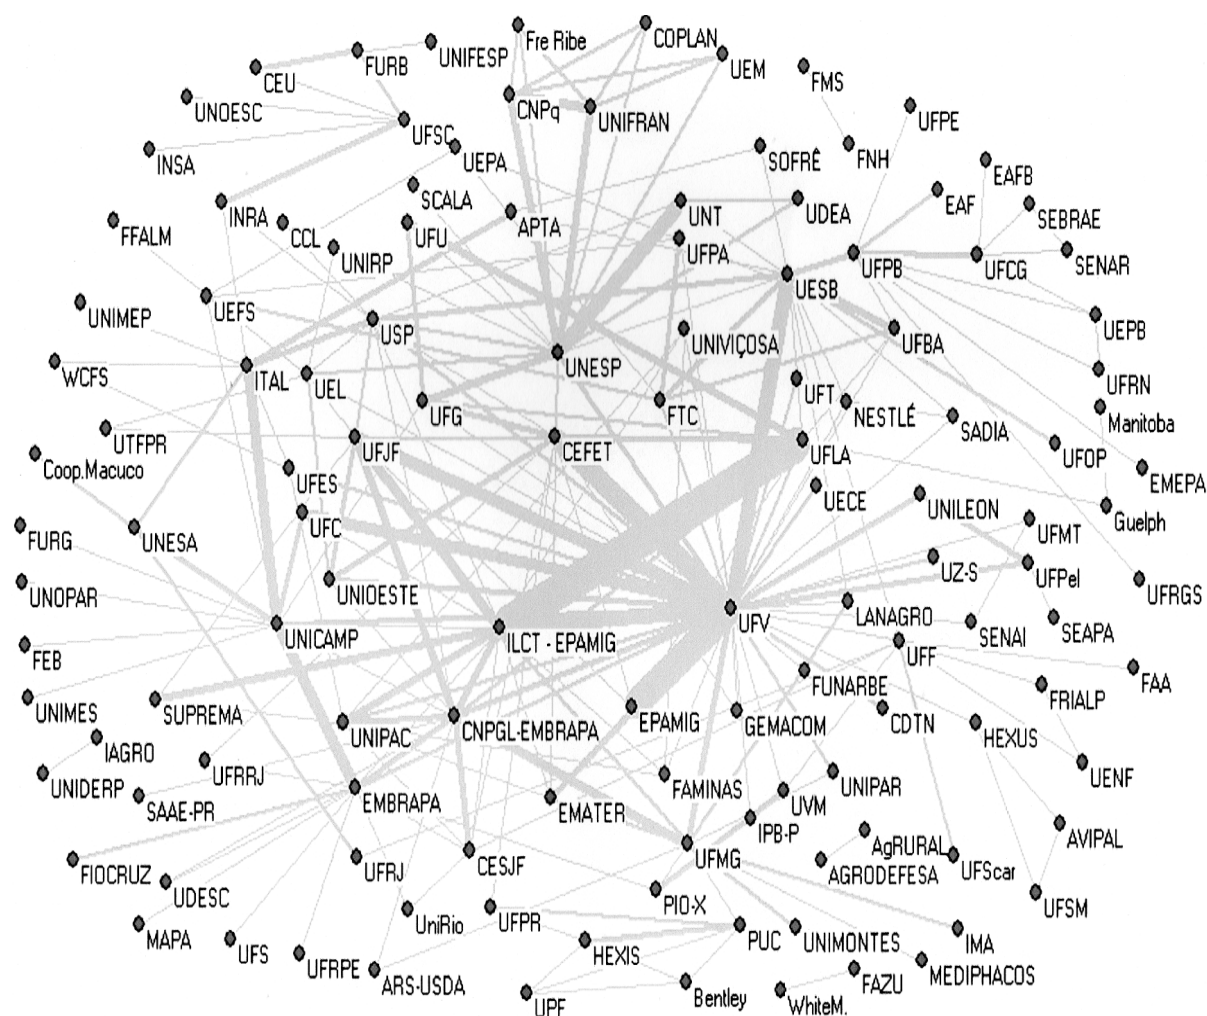 Fre Ribe
COPLAN
UNIFESP
FURB
UEM
CEU
FMS
UNOESC
CNPq
UNIFRAN
UFPE
UFSC
INSA
UEPA
SOFRÊ
FNH
EAFB
SCALA
EAF
SEBRAE
INRA
FFALM
CCL
UFU
APTA
UNT
UDEA
UNIRP
UFPA
UFPB
UFCG
SENAR
UESB
UNIMEP
UEFS
USP
UNIVIÇOSA
UFBA
UEPB
WCFS
ITAL
UEL
UNESP
UFT
UFRN
UFG
FTC
NESTLÉ
SADIA
Manitoba
UTFPR
UFJF
CEFET
UFLA
UFOP
Coop.Macuco
UFES
EMEPA
UECE
UNILEON
Guelph
FURG
UNESA
UFC
UFMT
UZ-S
UFPel
UNOPAR
UNIOESTE
UFRGS
UFV
LANAGRO
SENAI
SEAPA
UNICAMP
ILCT - EPAMIG
UFF
FEB
FUNARBE
FRIALP
FAA
UNIMES
SUPREMA
UNIPAC
CNPGL-EMBRAPA
EPAMIG
GEMACOM
CDTN
HEXUS
IAGRO
UNIDERP
UFRRJ
UENF
SAAE-PR
EMBRAPA
EMATER
FAMINAS
UVM
UNIPAR
IPB-P
AVIPAL
AgRURAL
FIOCRUZ
UDESC
UFRJ
CESJF
UFMG
AGRODEFESA
UFScar
PIO-X
UFSM
MAPA
UFS
UniRio
UFPR
PUC
UNIMONTES
IMA
UFRPE
ARS-USDA
HEXIS
MEDIPHACOS
UPF
Bentley
WhiteM.
FAZU